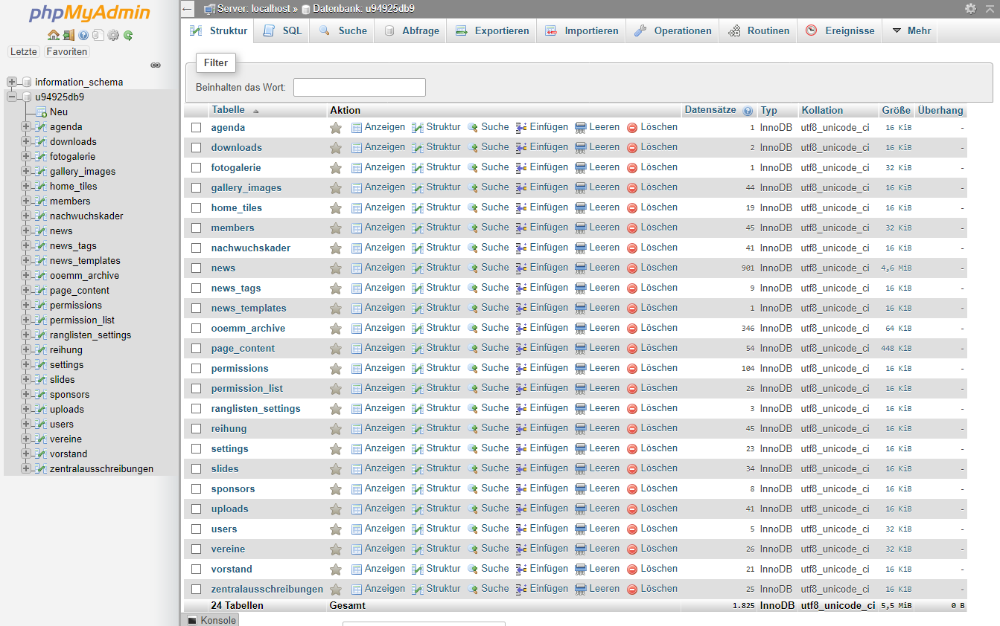 phpMyAdmin
Letzte Favoriten
information_schema
u94925db9
Neu
agenda
downloads
fotogalerie
gallery_images
home_tiles
members
nachwuchskader
news
news_tags
news_templates
ooemm_archive
page_content
permissions
permission_list
ranglisten_settings
reihung
settings
slides
sponsors
uploads
users
vereine
vorstand
zentralausschreibungen
Server: localhost » Datenbank: u94925db9
Struktur SQL Suche Abfrage Exportieren Importieren Operationen Routinen Ereignisse Mehr
Filter
Beinhalten das Wort:
Tabelle Aktion Datensätze Typ Kollation Größe Überhang
agenda Anzeigen Struktur Suche Einfügen Leeren Löschen 1 InnoDB utf8_unicode_ci 16 KiB -
downloads Anzeigen Struktur Suche Einfügen Leeren Löschen 2 InnoDB utf8_unicode_ci 16 KiB -
fotogalerie Anzeigen Struktur Suche Einfügen Leeren Löschen 1 InnoDB utf8_unicode_ci 32 KiB -
gallery_images Anzeigen Struktur Suche Einfügen Leeren Löschen 44 InnoDB utf8_unicode_ci 16 KiB -
home_tiles Anzeigen Struktur Suche Einfügen Leeren Löschen 19 InnoDB utf8_unicode_ci 16 KiB -
members Anzeigen Struktur Suche Einfügen Leeren Löschen 45 InnoDB utf8_unicode_ci 32 KiB -
nachwuchskader Anzeigen Struktur Suche Einfügen Leeren Löschen 41 InnoDB utf8_unicode_ci 16 KiB -
news Anzeigen Struktur Suche Einfügen Leeren Löschen 901 InnoDB utf8_unicode_ci 4,6 MiB -
news_tags Anzeigen Struktur Suche Einfügen Leeren Löschen 9 InnoDB utf8_unicode_ci 16 KiB -
news_templates Anzeigen Struktur Suche Einfügen Leeren Löschen 1 InnoDB utf8_unicode_ci 16 KiB -
ooemm_archive Anzeigen Struktur Suche Einfügen Leeren Löschen 346 InnoDB utf8_unicode_ci 64 KiB -
page_content Anzeigen Struktur Suche Einfügen Leeren Löschen 54 InnoDB utf8_unicode_ci 448 KiB -
permissions Anzeigen Struktur Suche Einfügen Leeren Löschen 104 InnoDB utf8_unicode_ci 16 KiB -
permission_list Anzeigen Struktur Suche Einfügen Leeren Löschen 26 InnoDB utf8_unicode_ci 16 KiB -
ranglisten_settings Anzeigen Struktur Suche Einfügen Leeren Löschen 3 InnoDB utf8_unicode_ci 16 KiB -
reihung Anzeigen Struktur Suche Einfügen Leeren Löschen 45 InnoDB utf8_unicode_ci 16 KiB -
settings Anzeigen Struktur Suche Einfügen Leeren Löschen 23 InnoDB utf8_unicode_ci 16 KiB -
slides Anzeigen Struktur Suche Einfügen Leeren Löschen 34 InnoDB utf8_unicode_ci 16 KiB -
sponsors Anzeigen Struktur Suche Einfügen Leeren Löschen 8 InnoDB utf8_unicode_ci 16 KiB -
uploads Anzeigen Struktur Suche Einfügen Leeren Löschen 41 InnoDB utf8_unicode_ci 16 KiB -
users Anzeigen Struktur Suche Einfügen Leeren Löschen 5 InnoDB utf8_unicode_ci 32 KiB -
vereine Anzeigen Struktur Suche Einfügen Leeren Löschen 26 InnoDB utf8_unicode_ci 32 KiB -
vorstand Anzeigen Struktur Suche Einfügen Leeren Löschen 21 InnoDB utf8_unicode_ci 16 KiB -
zentralausschreibungen Anzeigen Struktur Suche Einfügen Leeren Löschen 25 InnoDB utf8_unicode_ci 16 KiB -
24 Tabellen Gesamt 1.825 InnoDB utf8_unicode_ci 5,5 MiB 0 B
Konsole